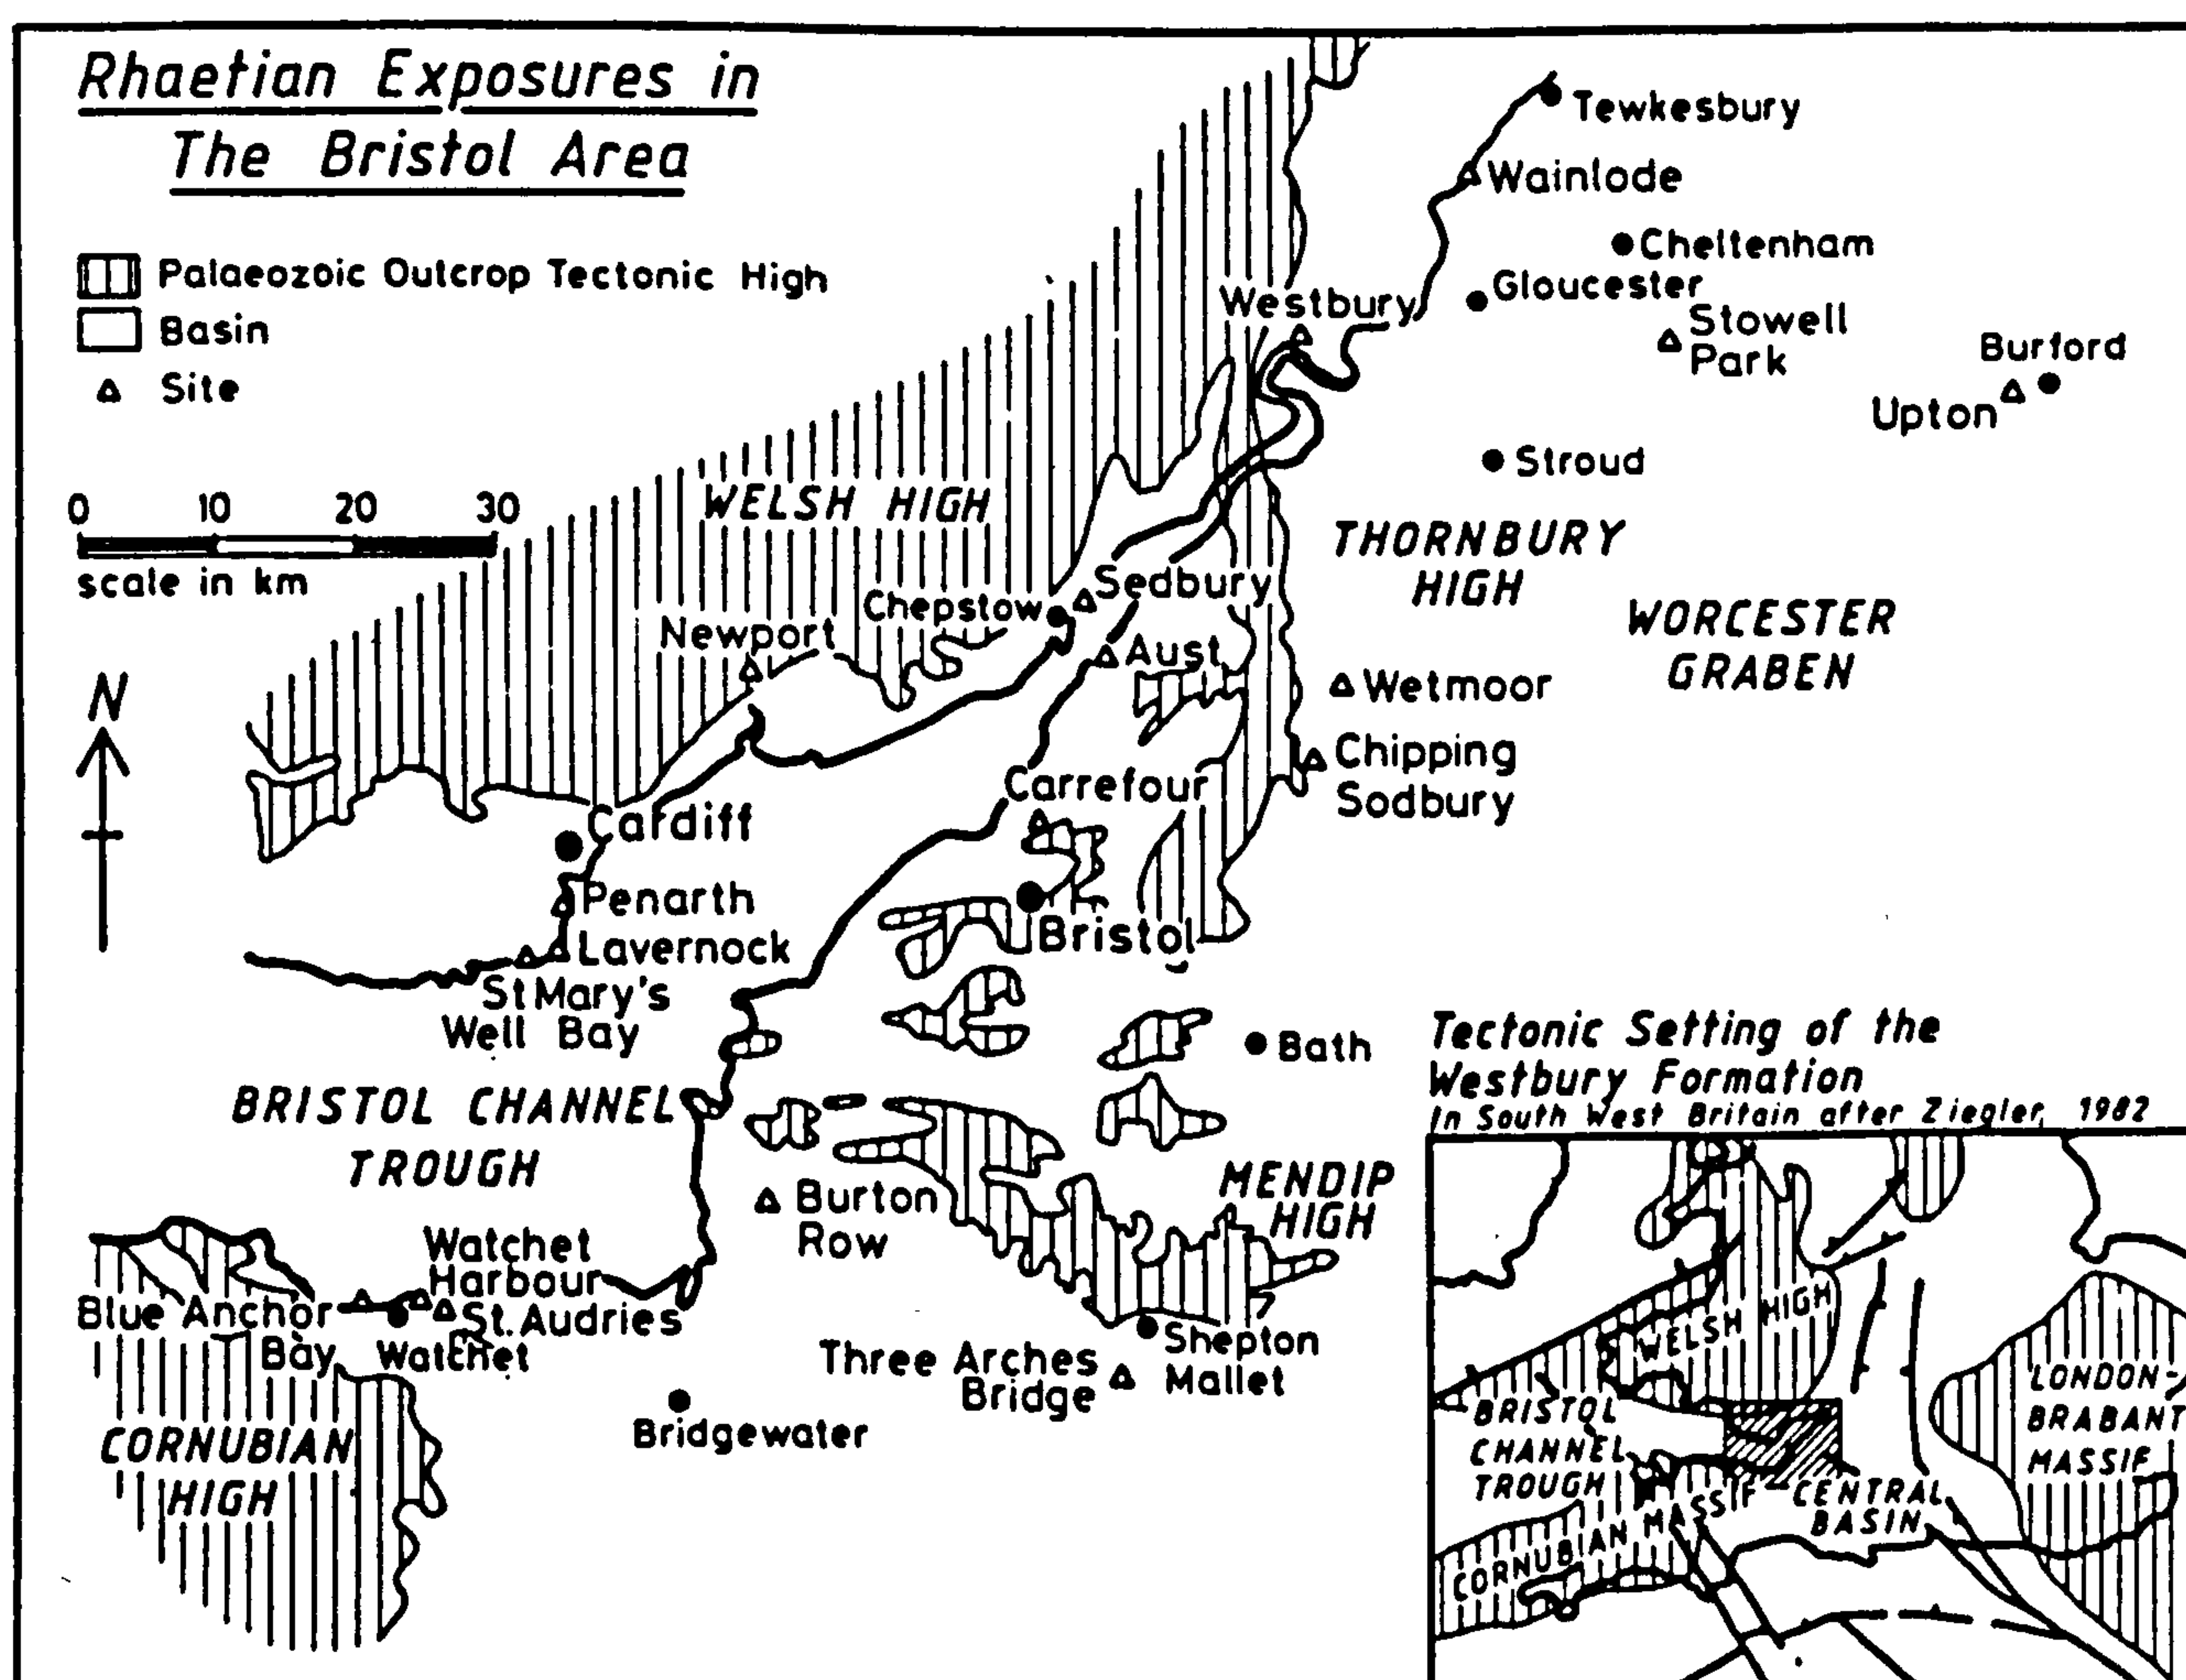 Rhaetian Exposures in
The Bristol Area
Palaeozoic Outcrop Tectonic High
Basin
Site
0 10 20 30
scale in km
N
Tewkesbury
Wainlode
Cheltenham
Gloucester
Westbury
Stowell
Park
Burford
Upton
Stroud
WELSH HIGH
THORNBURY
HIGH
WORCESTER
GRABEN
Sedbury
Chepstow
Newport
Aust
Wetmoor
Chipping
Sodbury
Carrefour
Cardiff
Penarth
Lavernock
St Mary's
Well Bay
Bristol
Bath
BRISTOL CHANNEL
TROUGH
MENDIP
HIGH
Burton
Row
Watchet
Harbour
Blue Anchor
Bay
St. Audries
Watchet
Shepton
Mallet
Three Arches
Bridge
Bridgewater
CORNUBIAN
HIGH
Tectonic Setting of the
Westbury Formation
In South West Britain after Ziegler, 1982
WELSH HIGH
BRISTOL
CHANNEL
TROUGH
CORNUBIAN MASSIF
CENTRAL
BASIN
LONDON-
BRABANT
MASSIF